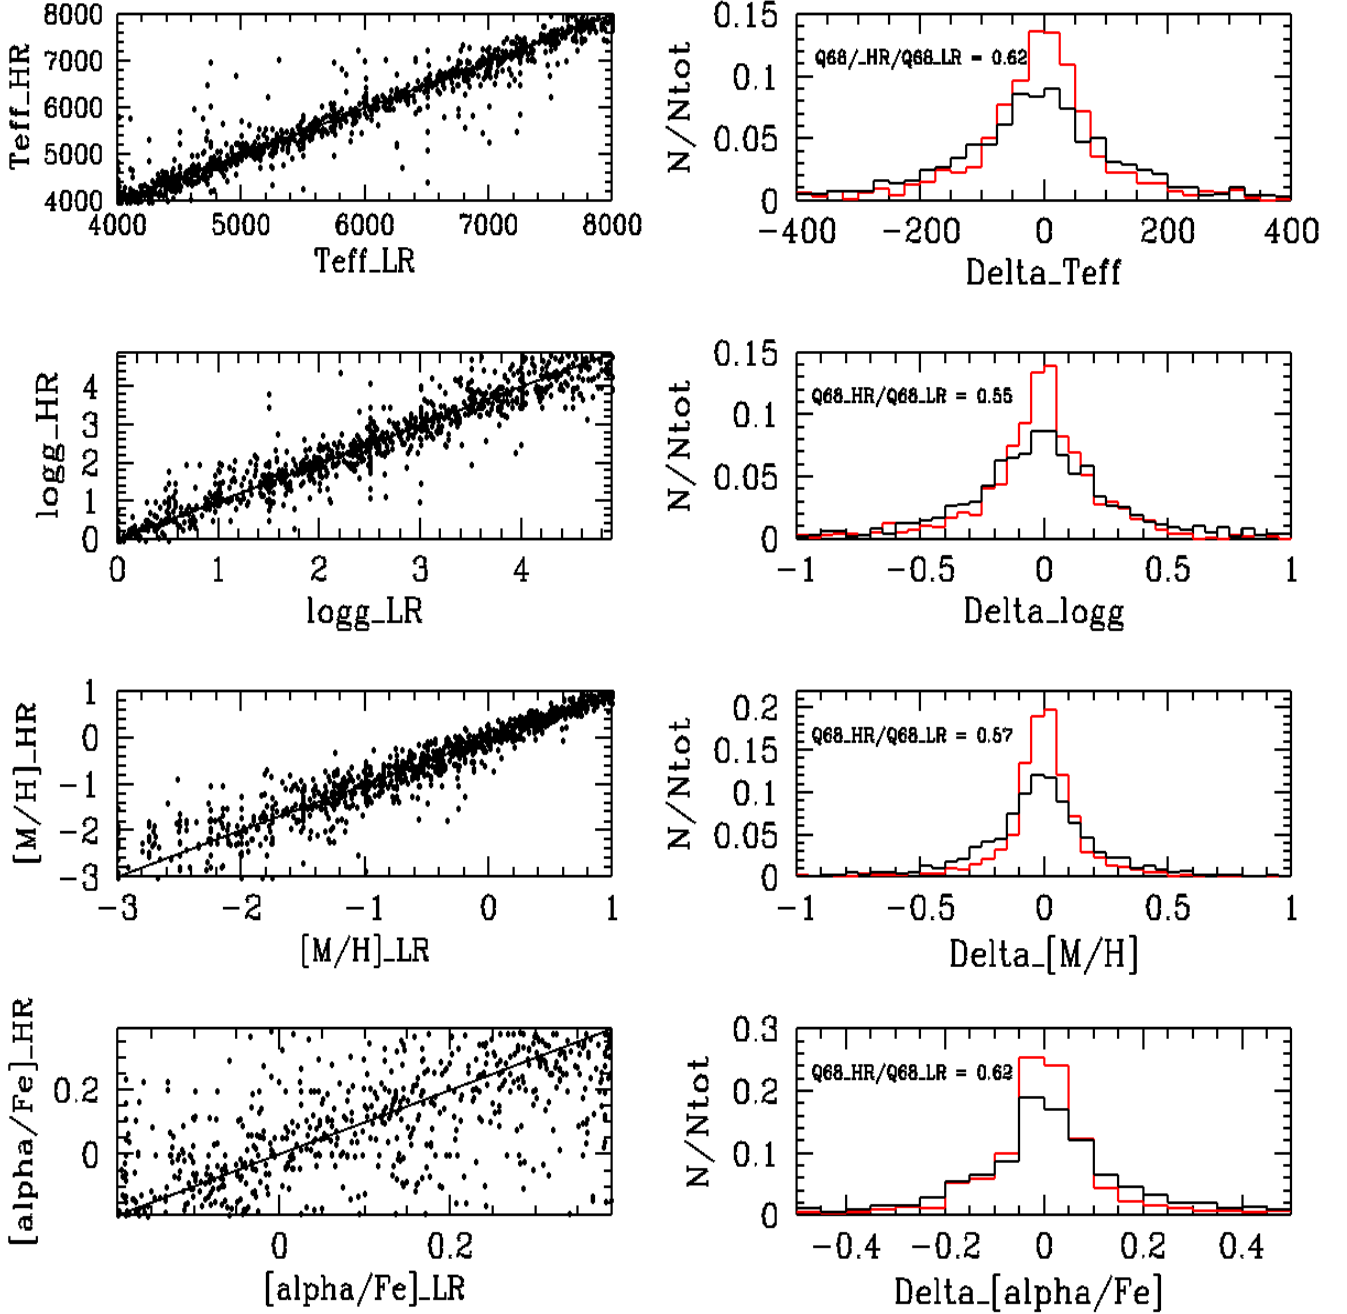 8000
7000
6000
5000
4000
Teff_HR
4000 5000 6000 7000 8000
Teff_LR
0.15
0.1
0.05
0
N/Ntot
Q68/_HR/Q68_LR = 0.62
-400 -200 0 200 400
Delta_Teff
4
3
2
1
0
logg_HR
0 1 2 3 4
logg_LR
0.15
0.1
0.05
0
N/Ntot
Q68_HR/Q68_LR = 0.55
-1 -0.5 0 0.5 1
Delta_logg
1
0
-1
-2
-3
[M/H]_HR
-3 -2 -1 0 1
[M/H]_LR
0.2
0.15
0.1
0.05
0
N/Ntot
Q68_HR/Q68_LR = 0.57
-1 -0.5 0 0.5 1
Delta_[M/H]
0.2
0
[alpha/Fe]_HR
0 0.2
[alpha/Fe]_LR
0.3
0.2
0.1
0
N/Ntot
Q68_HR/Q68_LR = 0.62
-0.4 -0.2 0 0.2 0.4
Delta_[alpha/Fe]